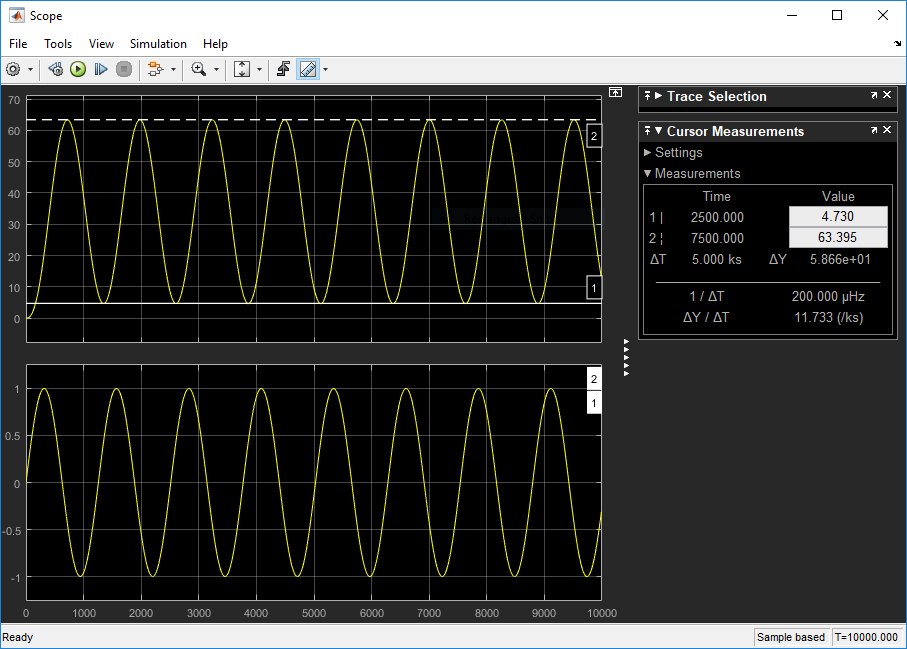 Scope
File Tools View Simulation Help
70
60
50
40
30
20
10
0
2
1
1
0.5
0
-0.5
-1
2
1
0 1000 2000 3000 4000 5000 6000 7000 8000 9000 10000
Trace Selection
Cursor Measurements
Settings
Measurements
Time Value
1 | 2500.000 4.730
2 ¦ 7500.000 63.395
ΔT 5.000 ks ΔY 5.866e+01
1 / ΔT 200.000 µHz
ΔY / ΔT 11.733 (/ks)
Ready Sample based T=10000.000